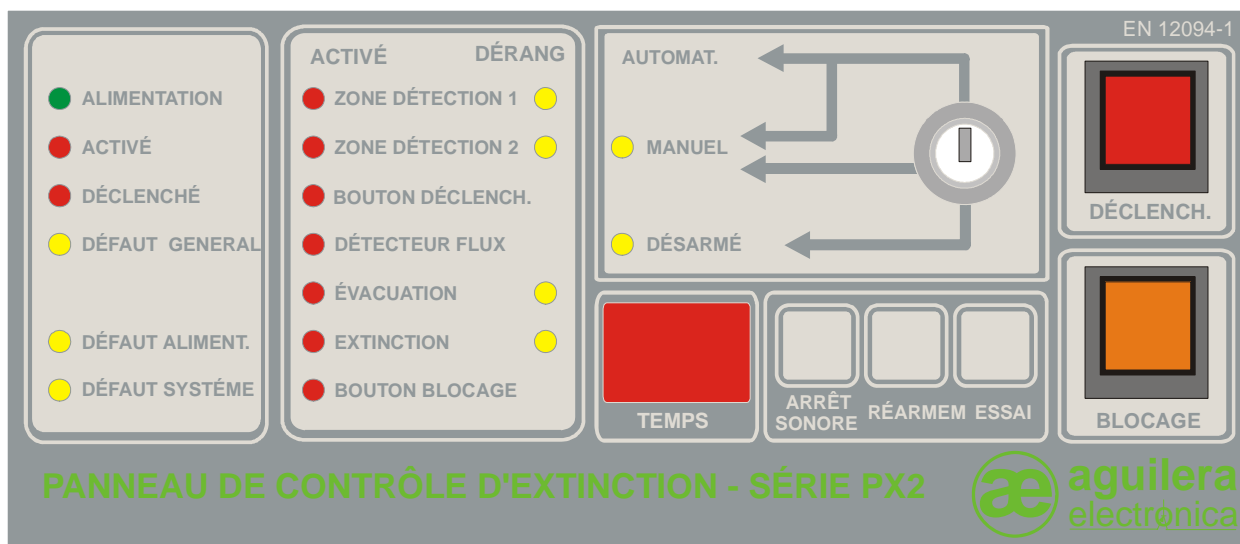 EN 12094-1
ALIMENTATION
ACTIVÉ
DÉCLENCHÉ
DÉFAUT GENERAL
DÉFAUT ALIMENT.
DÉFAUT SYSTÉME
ACTIVÉ DÉRANG
ZONE DÉTECTION 1
ZONE DÉTECTION 2
BOUTON DÉCLENCH.
DÉTECTEUR FLUX
ÉVACUATION
EXTINCTION
BOUTON BLOCAGE
AUTOMAT.
MANUEL
DÉSARMÉ
TEMPS
ARRÊT
SONORE
RÉARMEM
ESSAI
DÉCLENCH.
BLOCAGE
PANNEAU DE CONTRÔLE D'EXTINCTION - SÉRIE PX2
æ
aguilera
electrónica